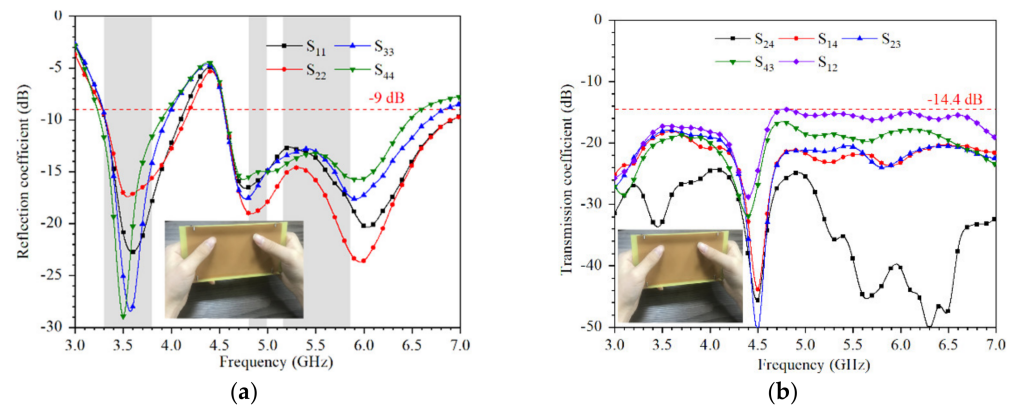 0
-5
-10
-15
-20
-25
-30
Reflection coefficient (dB)
S11 S33
S22 S44
-9 dB
3.0 3.5 4.0 4.5 5.0 5.5 6.0 6.5 7.0
Frequency (GHz)
(a)
0
-10
-20
-30
-40
-50
Transmission coefficient (dB)
S24 S14 S23
S43 S12
-14.4 dB
3.0 3.5 4.0 4.5 5.0 5.5 6.0 6.5 7.0
Frequency (GHz)
(b)